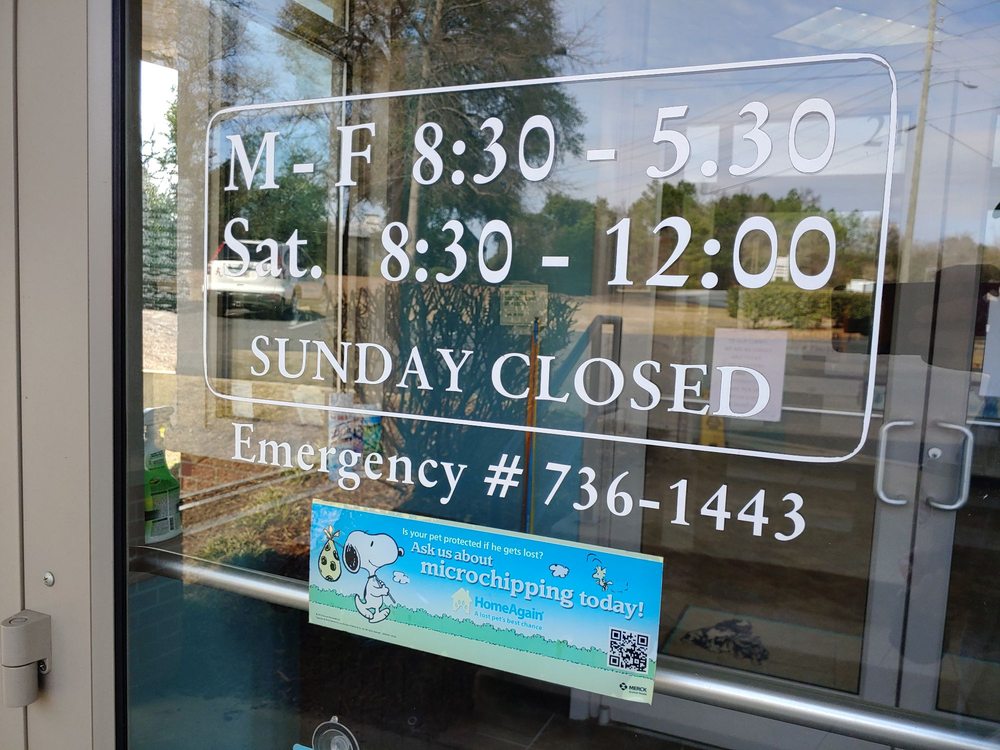 M - F 8:30 - 5.30
Sat. 8:30 - 12:00
SUNDAY CLOSED
Emergency # 736-1443
Is your pet protected if he gets lost?
Ask us about
microchipping today!
HomeAgain
A lost pet's best chance
MERCK